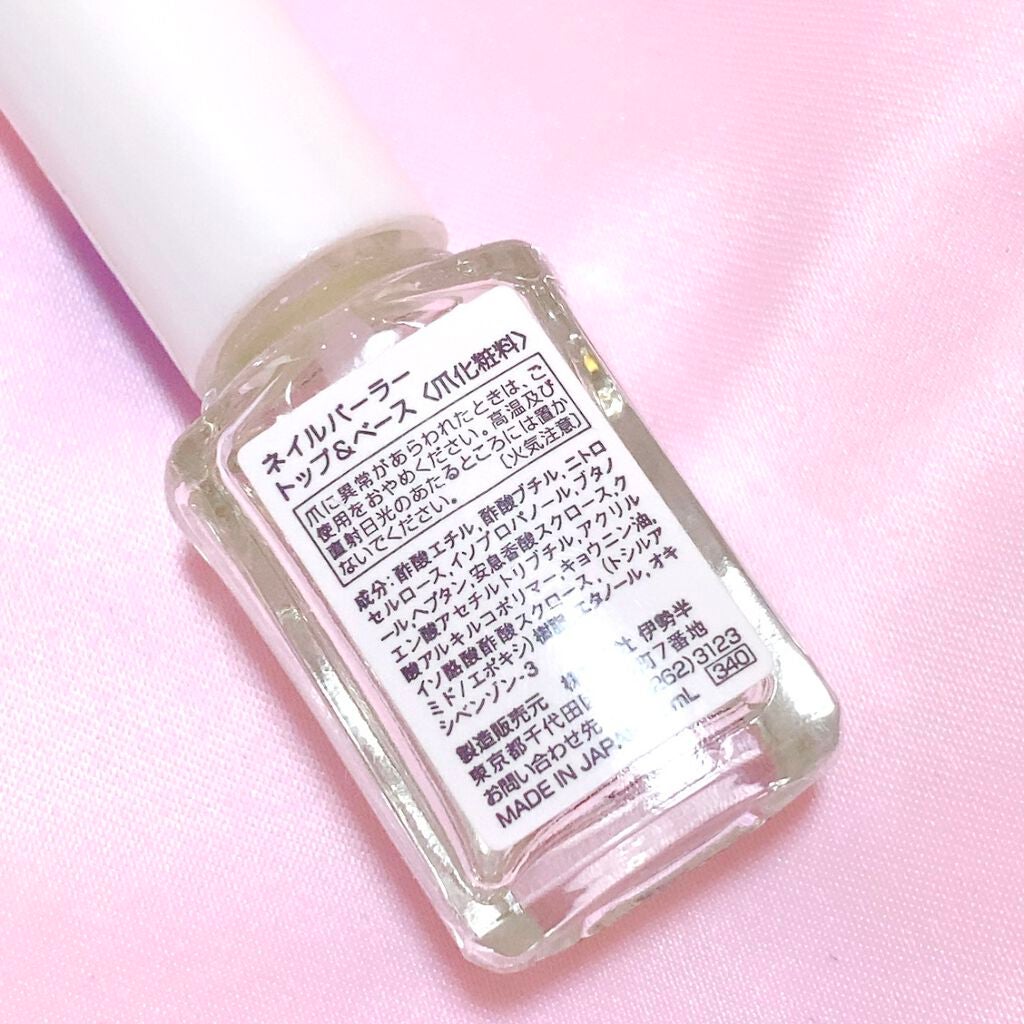 ネイルパーラー
トップ&ベース〈爪化粧料〉
爪に異常があらわれたときは、ご
使用をおやめください。高温及び
直射日光のあたるところには置か
ないでください。 〔火気注意〕
成分：酢酸エチル、酢酸ブチル、ニトロ
セルロース、イソプロパノール、ブタノ
ール、ヘプタン、安息香酸スクロース、ク
エン酸アセチルトリブチル、アクリル
酸アルキルコポリマー、キョウニン油、
イソ酪酸酢酸スクロース、(トシルア
ミド/エポキシ)樹脂、エタノール、オキ
シベンゾン-3
製造販売元 株 社 伊勢半
東京都千代田区 町7番地
お問い合わせ先 262)3123
MADE IN JAPAN mL 340